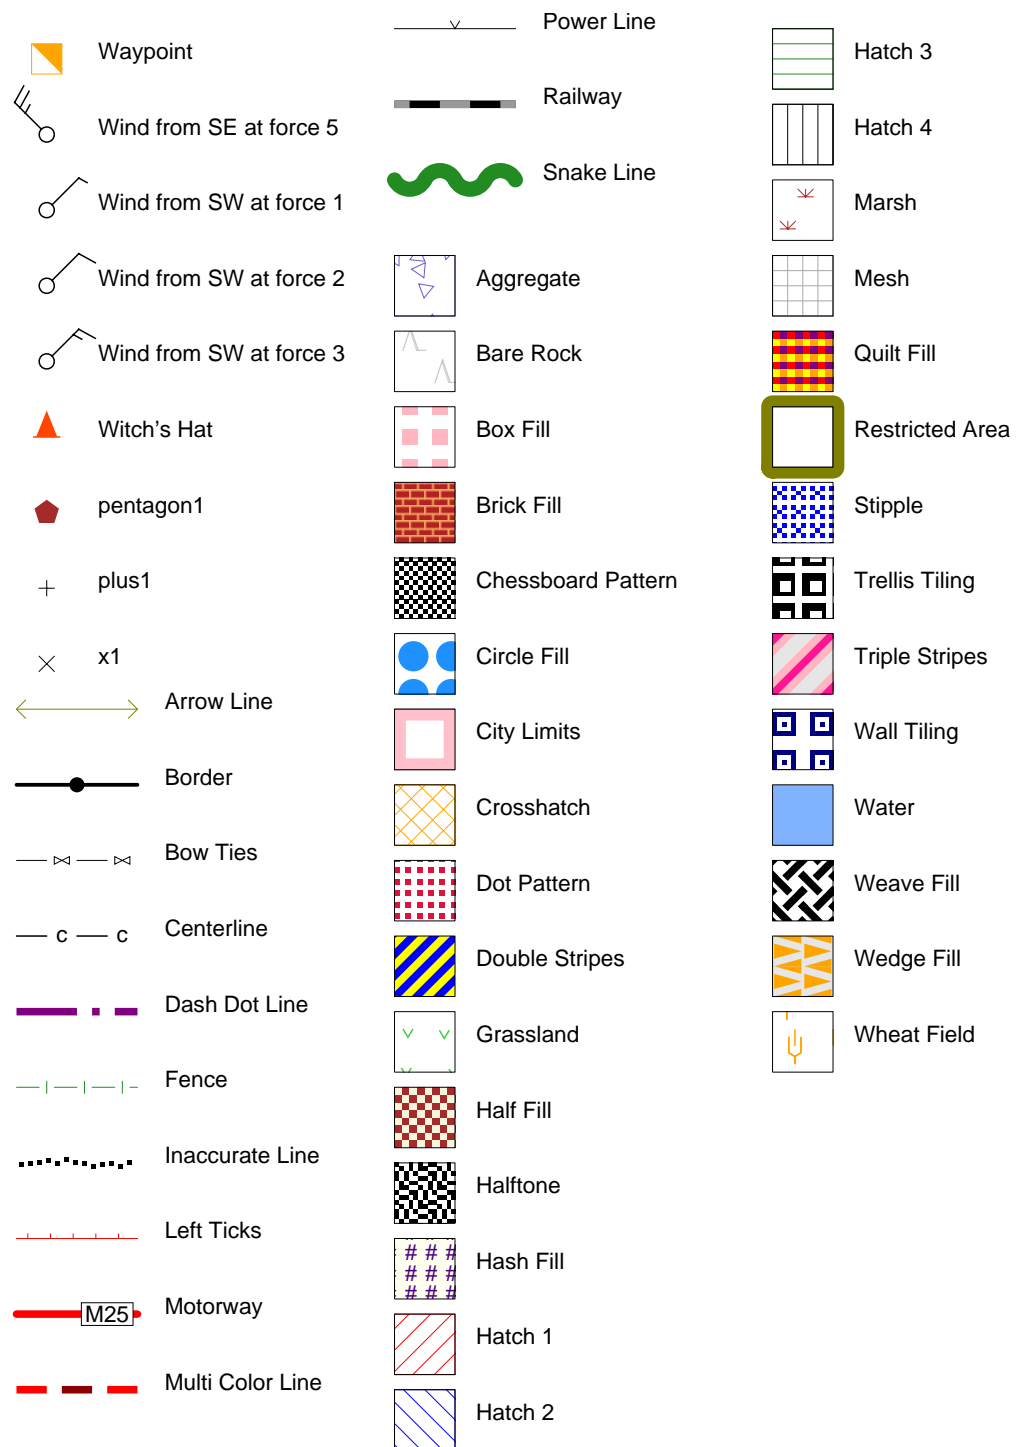 Waypoint
Wind from SE at force 5
Wind from SW at force 1
Wind from SW at force 2
Wind from SW at force 3
Witch's Hat
pentagon1
plus1
x1
Arrow Line
Border
Bow Ties
c c Centerline
Dash Dot Line
Fence
Inaccurate Line
Left Ticks
M25 Motorway
Multi Color Line
Power Line
Railway
Snake Line
Aggregate
Bare Rock
Box Fill
Brick Fill
Chessboard Pattern
Circle Fill
City Limits
Crosshatch
Dot Pattern
Double Stripes
Grassland
Half Fill
Halftone
# # # Hash Fill
# # #
# # #
Hatch 1
Hatch 2
Hatch 3
Hatch 4
Marsh
Mesh
Quilt Fill
Restricted Area
Stipple
Trellis Tiling
Triple Stripes
Wall Tiling
Water
Weave Fill
Wedge Fill
Wheat Field